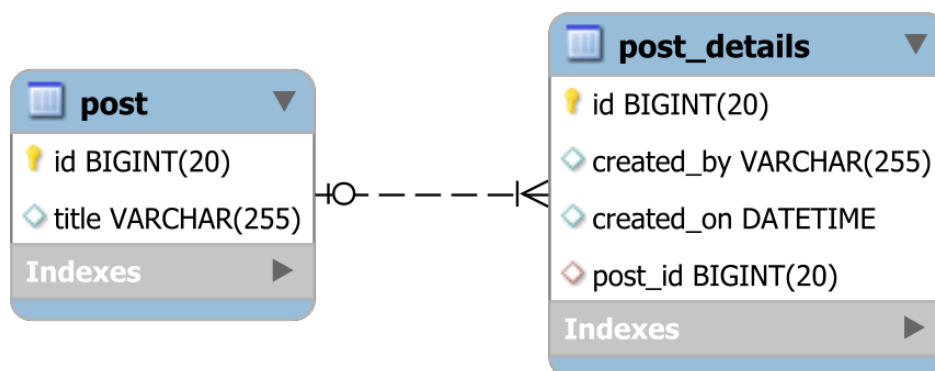 post
id BIGINT(20)
title VARCHAR(255)
Indexes
post_details
id BIGINT(20)
created_by VARCHAR(255)
created_on DATETIME
post_id BIGINT(20)
Indexes